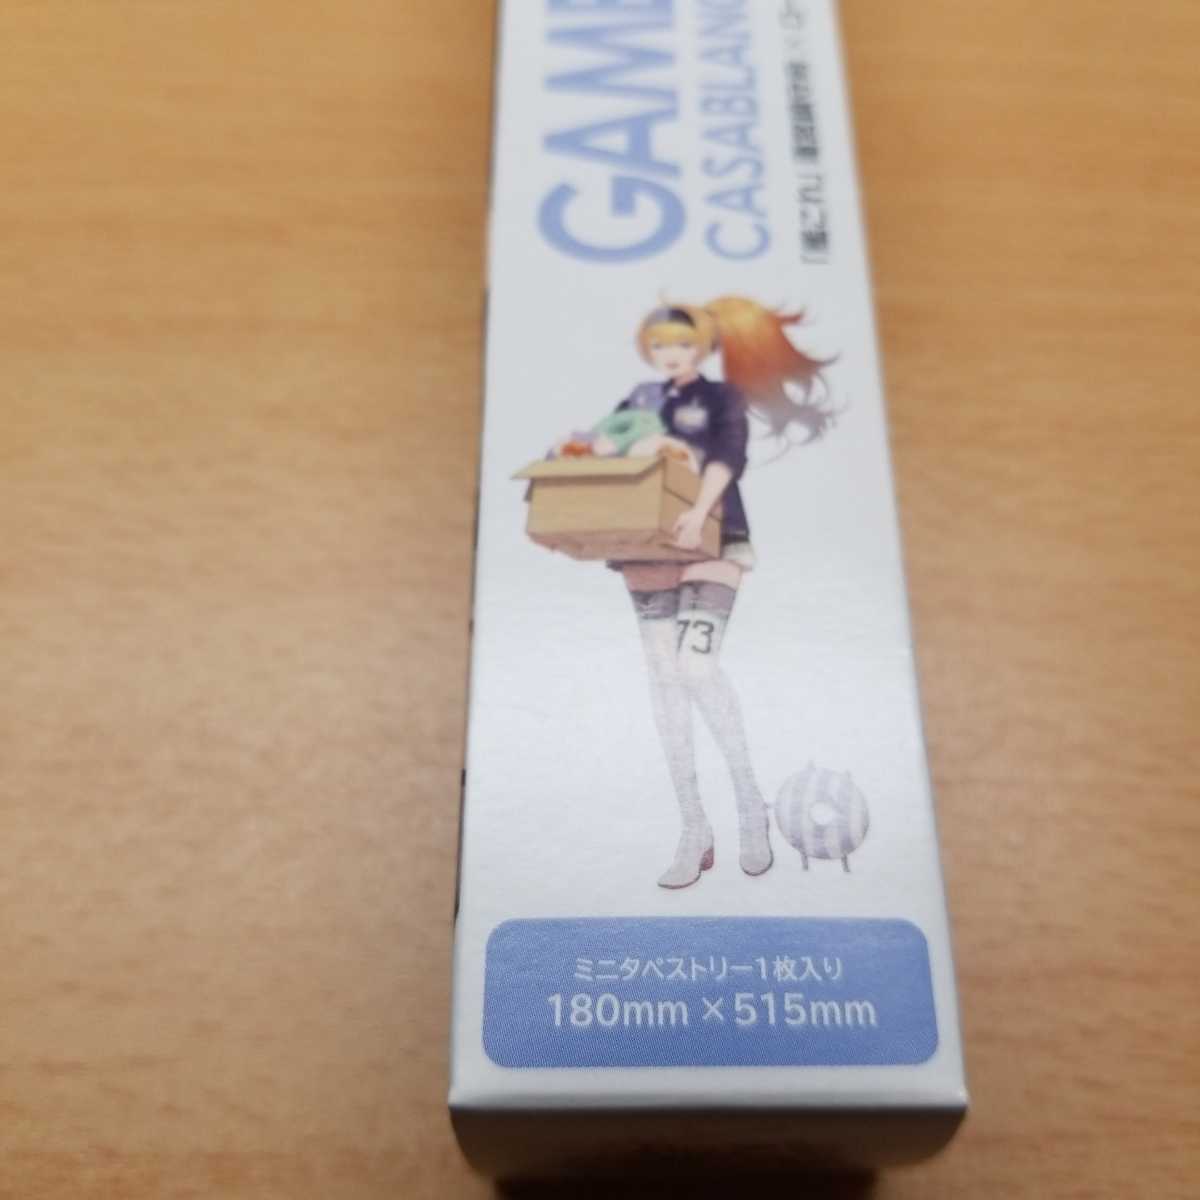 GAMB
CASABLANC
「艦これ」
73
ミニタペストリー1枚入り
180mm×515mm